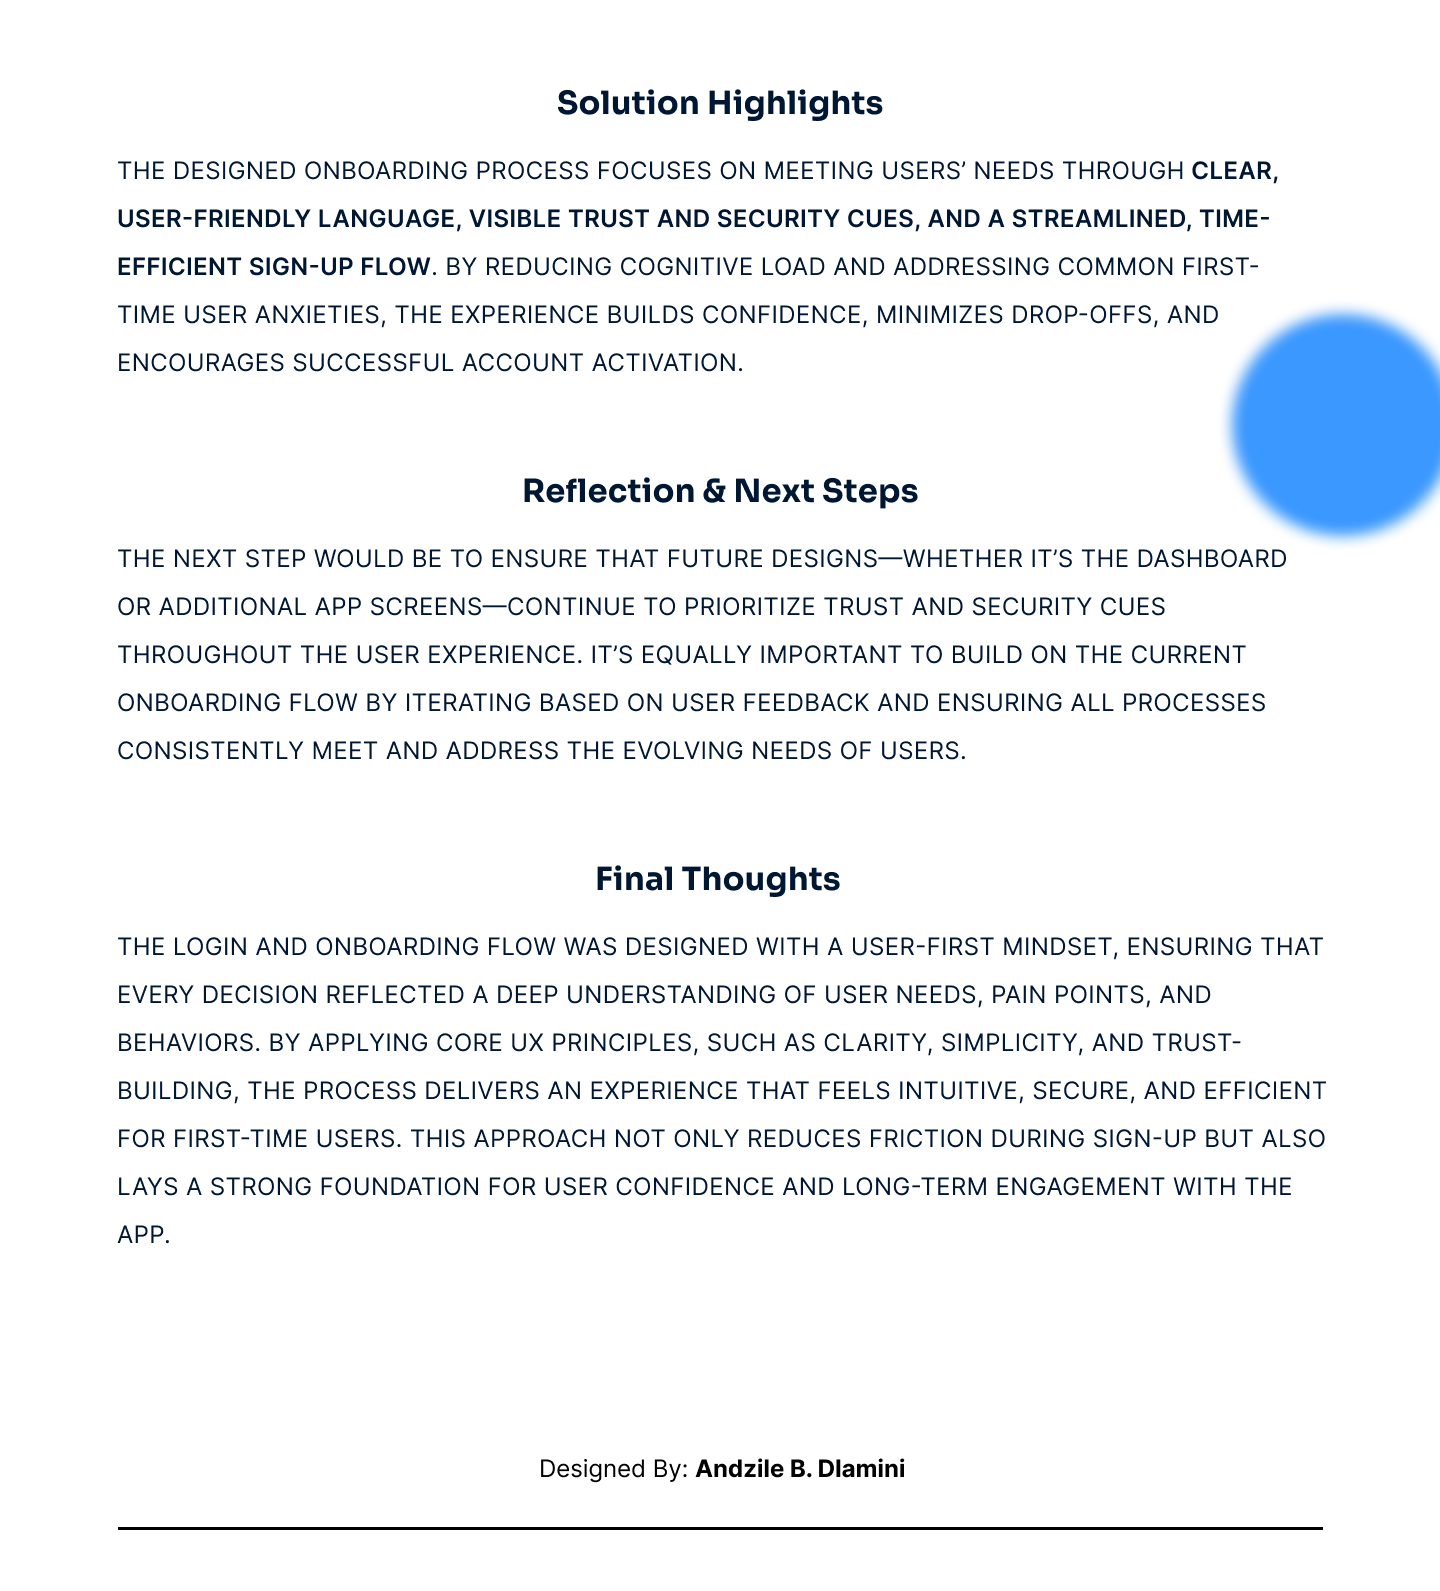 Solution Highlights
THE DESIGNED ONBOARDING PROCESS FOCUSES ON MEETING USERS’ NEEDS THROUGH CLEAR,
USER-FRIENDLY LANGUAGE, VISIBLE TRUST AND SECURITY CUES, AND A STREAMLINED, TIME-
EFFICIENT SIGN-UP FLOW. BY REDUCING COGNITIVE LOAD AND ADDRESSING COMMON FIRST-
TIME USER ANXIETIES, THE EXPERIENCE BUILDS CONFIDENCE, MINIMIZES DROP-OFFS, AND
ENCOURAGES SUCCESSFUL ACCOUNT ACTIVATION.
Reflection & Next Steps
THE NEXT STEP WOULD BE TO ENSURE THAT FUTURE DESIGNS—WHETHER IT’S THE DASHBOARD
OR ADDITIONAL APP SCREENS—CONTINUE TO PRIORITIZE TRUST AND SECURITY CUES
THROUGHOUT THE USER EXPERIENCE. IT’S EQUALLY IMPORTANT TO BUILD ON THE CURRENT
ONBOARDING FLOW BY ITERATING BASED ON USER FEEDBACK AND ENSURING ALL PROCESSES
CONSISTENTLY MEET AND ADDRESS THE EVOLVING NEEDS OF USERS.
Final Thoughts
THE LOGIN AND ONBOARDING FLOW WAS DESIGNED WITH A USER-FIRST MINDSET, ENSURING THAT
EVERY DECISION REFLECTED A DEEP UNDERSTANDING OF USER NEEDS, PAIN POINTS, AND
BEHAVIORS. BY APPLYING CORE UX PRINCIPLES, SUCH AS CLARITY, SIMPLICITY, AND TRUST-
BUILDING, THE PROCESS DELIVERS AN EXPERIENCE THAT FEELS INTUITIVE, SECURE, AND EFFICIENT
FOR FIRST-TIME USERS. THIS APPROACH NOT ONLY REDUCES FRICTION DURING SIGN-UP BUT ALSO
LAYS A STRONG FOUNDATION FOR USER CONFIDENCE AND LONG-TERM ENGAGEMENT WITH THE
APP.
Designed By: Andzile B. Dlamini